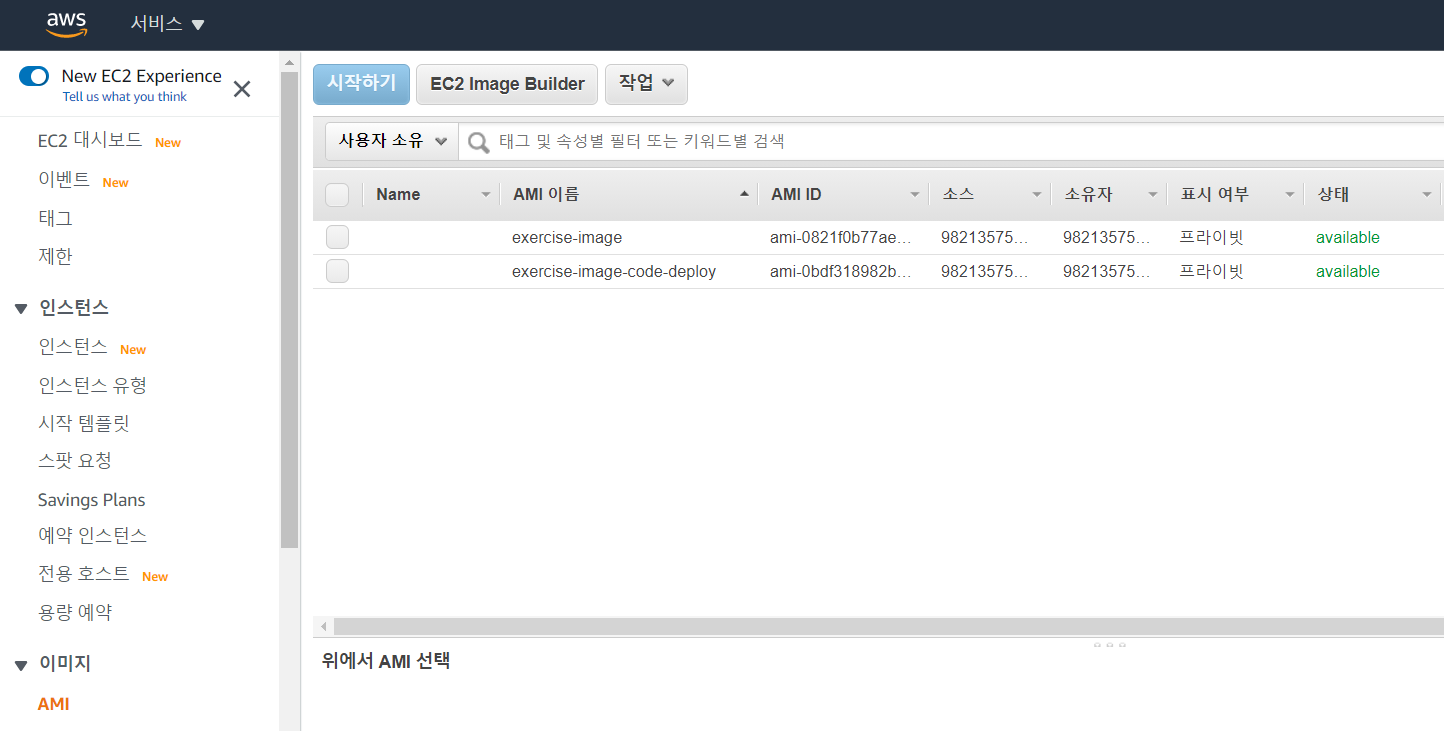 aws 서비스
New EC2 Experience
Tell us what you think
EC2 대시보드 New
이벤트 New
태그
제한
인스턴스
인스턴스 New
인스턴스 유형
시작 템플릿
스팟 요청
Savings Plans
예약 인스턴스
전용 호스트 New
용량 예약
이미지
AMI
시작하기 EC2 Image Builder 작업
사용자 소유 태그 및 속성별 필터 또는 키워드별 검색
Name AMI 이름 AMI ID 소스 소유자 표시 여부 상태
exercise-image ami-0821f0b77ae... 98213575... 98213575... 프라이빗 available
exercise-image-code-deploy ami-0bdf318982b... 98213575... 98213575... 프라이빗 available
위에서 AMI 선택